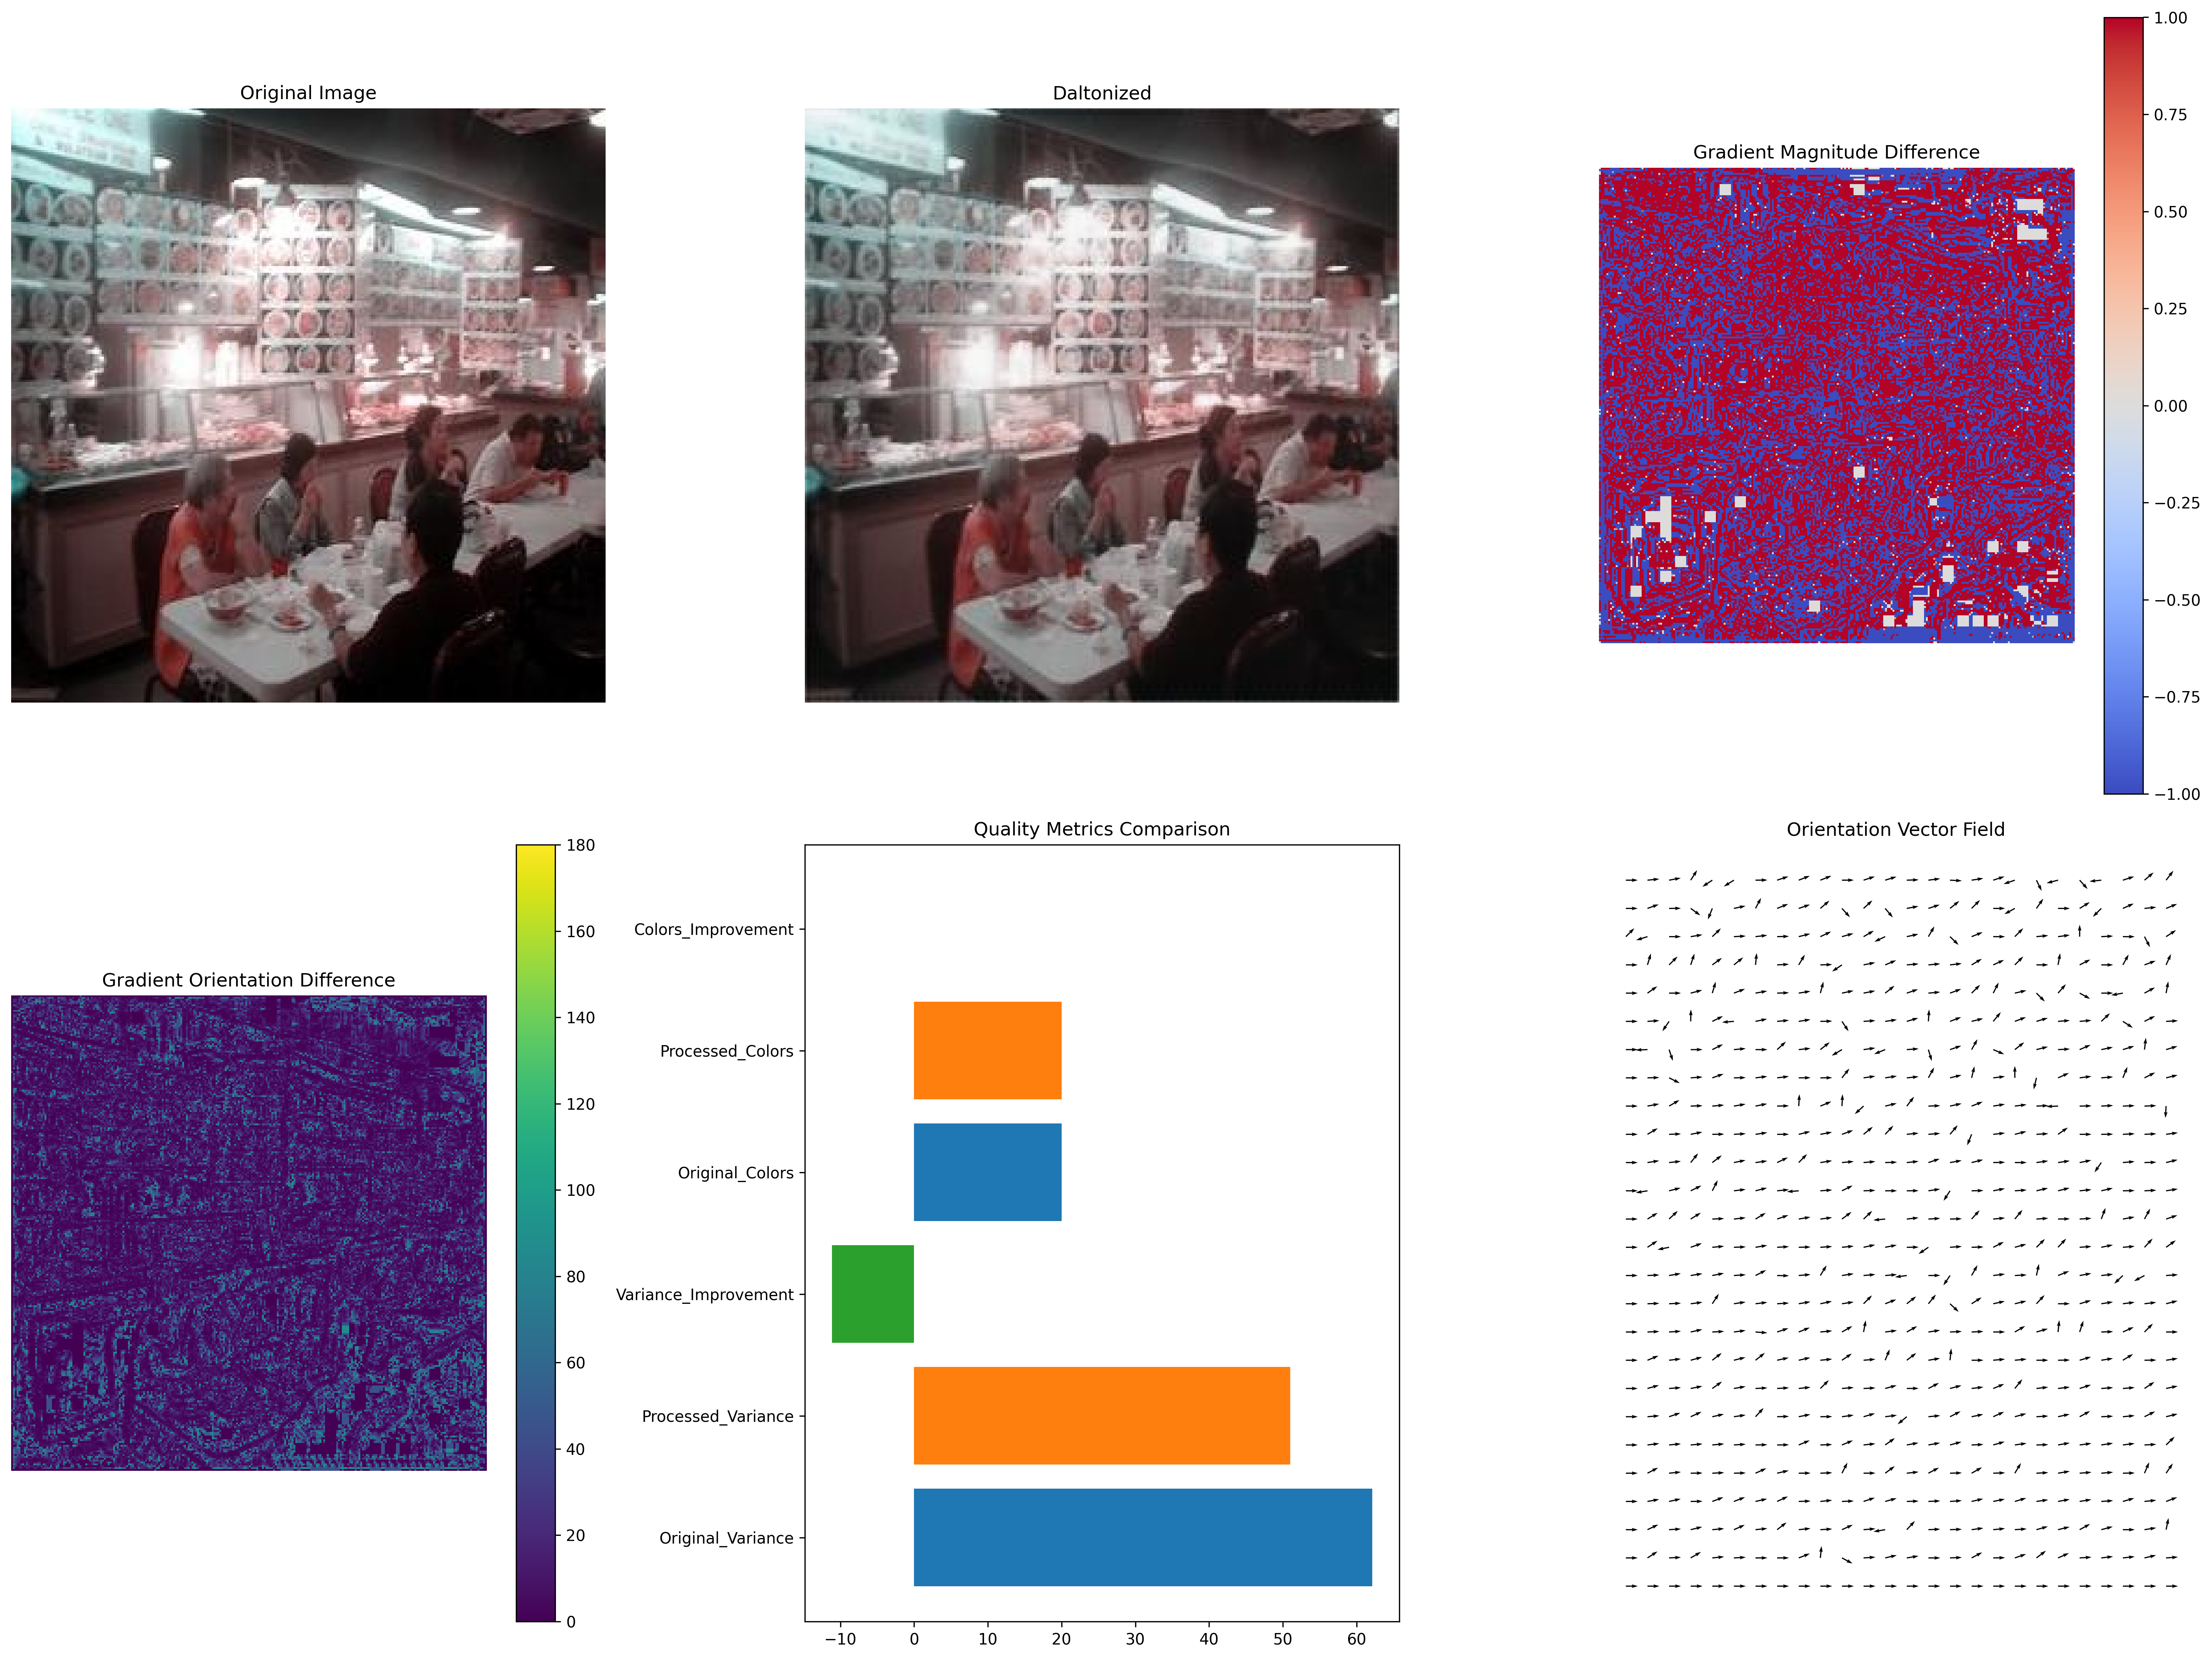 Original Image
Daltonized
Gradient Magnitude Difference
1.00
0.75
0.50
0.25
0.00
−0.25
−0.50
−0.75
−1.00
Gradient Orientation Difference
180
160
140
120
100
80
60
40
20
0
Quality Metrics Comparison
Colors_Improvement
Processed_Colors
Original_Colors
Variance_Improvement
Processed_Variance
Original_Variance
−10
0
10
20
30
40
50
60
Orientation Vector Field